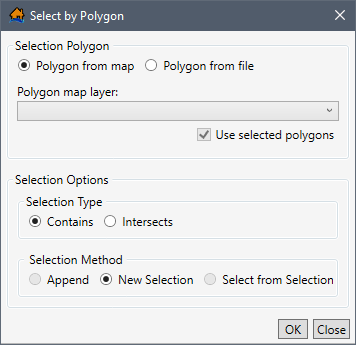 Select by Polygon
Selection Polygon
Polygon from map Polygon from file
Polygon map layer:
Use selected polygons
Selection Options
Selection Type
Contains Intersects
Selection Method
Append New Selection Select from Selection
OK Close